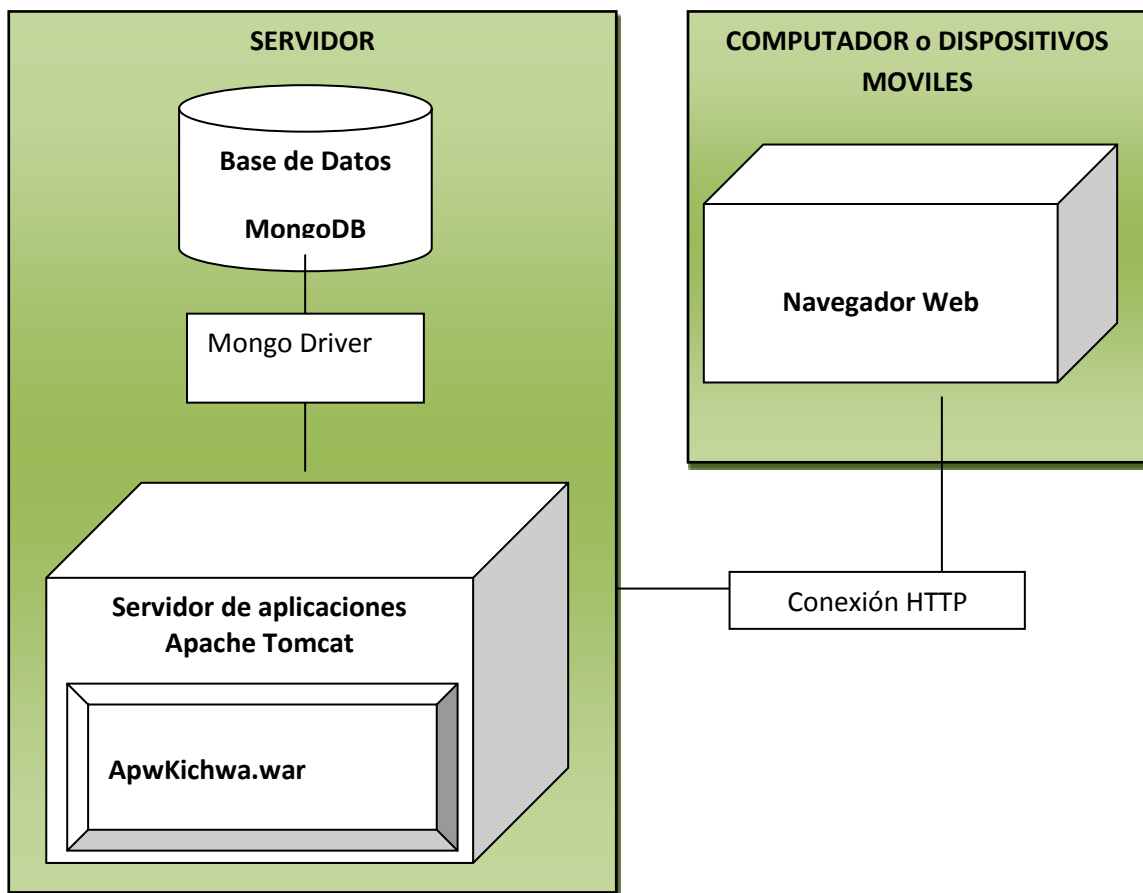 SERVIDOR
Base de Datos
MongoDB
Mongo Driver
Servidor de aplicaciones
Apache Tomcat
ApwKichwa.war
COMPUTADOR o DISPOSITIVOS
MOVILES
Navegador Web
Conexión HTTP